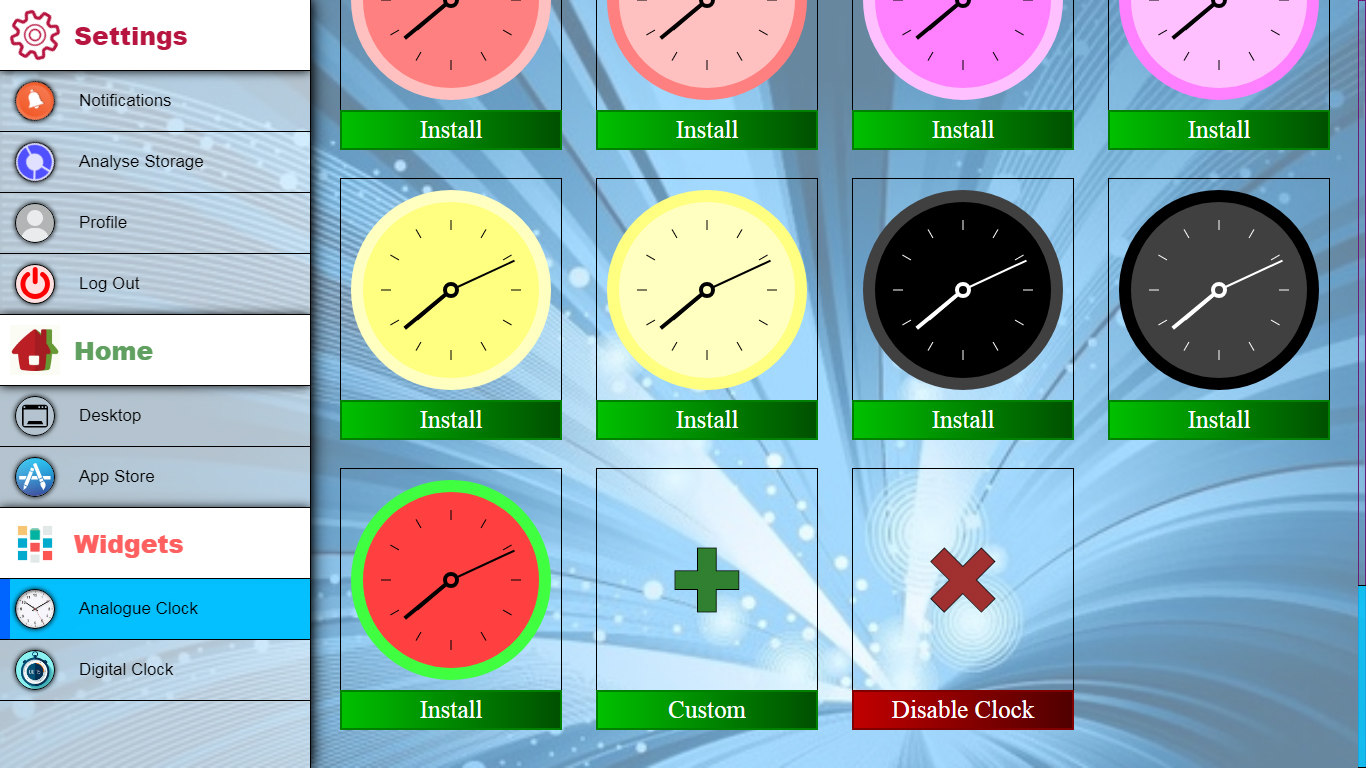 Settings
Notifications
Analyse Storage
Profile
Log Out
Home
Desktop
App Store
Widgets
Analogue Clock
Digital Clock
Install
Install
Install
Install
Install
Install
Install
Install
Install
Custom
Disable Clock